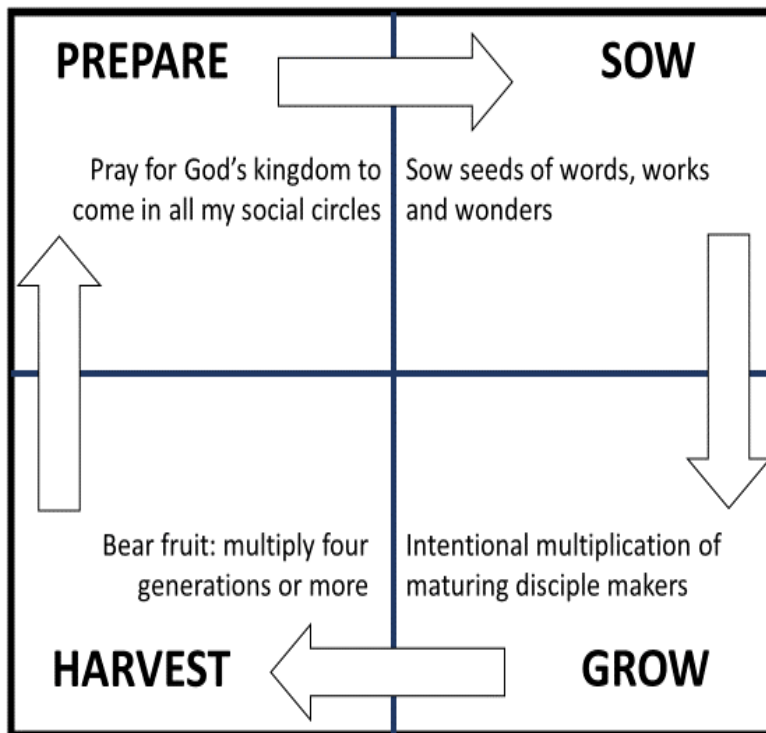 PREPARE
Pray for God's kingdom to
come in all my social circles
SOW
Sow seeds of words, works
and wonders
Intentional multiplication of
maturing disciple makers
GROW
Bear fruit: multiply four
generations or more
HARVEST